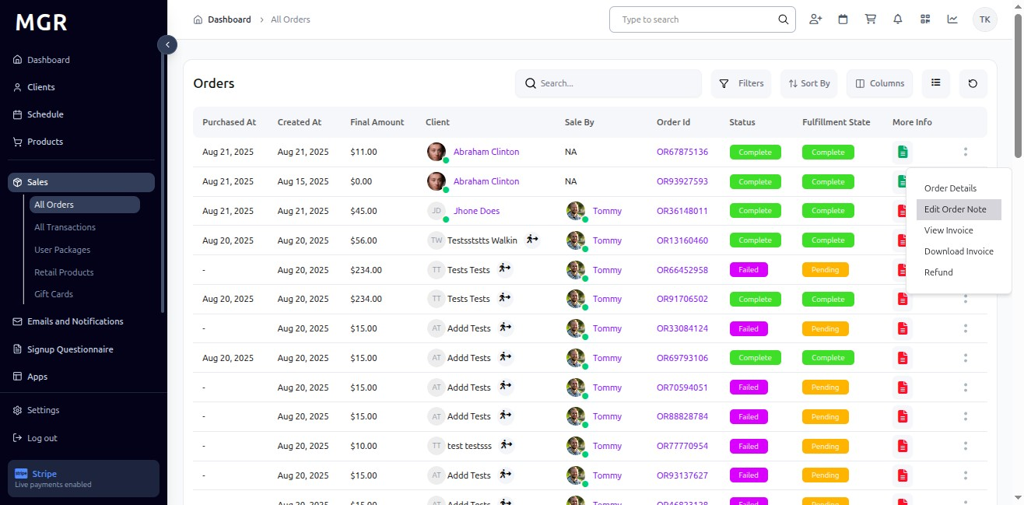 MGR
Dashboard
Clients
Schedule
Products
Sales
All Orders
All Transactions
User Packages
Retail Products
Gift Cards
Emails and Notifications
Signup Questionnaire
Apps
Settings
Log out
Stripe
Live payments enabled
Dashboard > All Orders
Type to search
TK
Orders
Search...
Filters
Sort By
Columns
Purchased At Created At Final Amount Client Sale By Order Id Status Fulfillment State More Info
Aug 21, 2025 Aug 21, 2025 $11.00 Abraham Clinton NA OR67875136 Complete Complete
Aug 21, 2025 Aug 15, 2025 $0.00 Abraham Clinton NA OR93927593 Complete Complete
Aug 21, 2025 Aug 21, 2025 $45.00 JD Jhone Does Tommy OR36148011 Complete Complete
Aug 20, 2025 Aug 20, 2025 $56.00 TW Testsststts Walkin Tommy OR13160460 Complete Complete
- Aug 20, 2025 $234.00 TT Tests Tests Tommy OR66452958 Failed Pending
Aug 20, 2025 Aug 20, 2025 $234.00 TT Tests Tests Tommy OR91706502 Complete Complete
- Aug 20, 2025 $15.00 AT Addd Tests Tommy OR33084124 Failed Pending
Aug 20, 2025 Aug 20, 2025 $15.00 AT Addd Tests Tommy OR69793106 Complete Complete
- Aug 20, 2025 $15.00 AT Addd Tests Tommy OR70594051 Failed Pending
- Aug 20, 2025 $15.00 AT Addd Tests Tommy OR88828784 Failed Pending
- Aug 20, 2025 $10.00 TT test testsss Tommy OR77770954 Failed Pending
- Aug 20, 2025 $15.00 AT Addd Tests Tommy OR93137627 Failed Pending
Order Details
Edit Order Note
View Invoice
Download Invoice
Refund